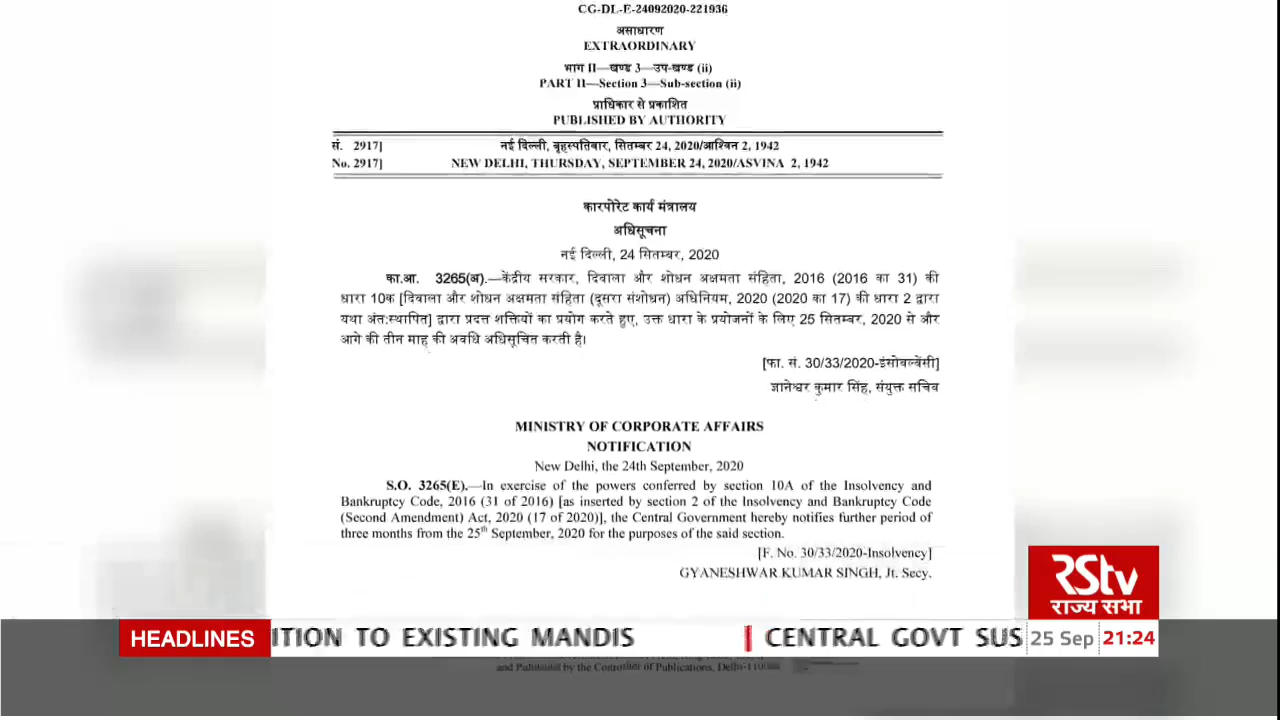 CG-DL-E-24092020-221936
असाधारण
EXTRAORDINARY
भाग II—खण्ड 3—उप-खण्ड (ii)
PART II—Section 3—Sub-section (ii)
प्राधिकार से प्रकाशित
PUBLISHED BY AUTHORITY
सं. 2917] नई दिल्ली, बृहस्पतिवार, सितम्बर 24, 2020/आश्विन 2, 1942
No. 2917] NEW DELHI, THURSDAY, SEPTEMBER 24, 2020/ASVINA 2, 1942
कारपोरेट कार्य मंत्रालय
अधिसूचना
नई दिल्ली, 24 सितम्बर, 2020
का.आ. 3265(अ).—केंद्रीय सरकार, दिवाला और शोधन अक्षमता संहिता, 2016 (2016 का 31) की
धारा 10क [दिवाला और शोधन अक्षमता संहिता (दूसरा संशोधन) अधिनियम, 2020 (2020 का 17) की धारा 2 द्वारा
यथा अंत:स्थापित] द्वारा प्रदत्त शक्तियों का प्रयोग करते हुए, उक्त धारा के प्रयोजनों के लिए 25 सितम्बर, 2020 से और
आगे की तीन माह की अवधि अधिसूचित करती है।
[फा. सं. 30/33/2020-इंसोवल्वेंसी]
ज्ञानेश्वर कुमार सिंह, संयुक्त सचिव
MINISTRY OF CORPORATE AFFAIRS
NOTIFICATION
New Delhi, the 24th September, 2020
S.O. 3265(E).—In exercise of the powers conferred by section 10A of the Insolvency and
Bankruptcy Code, 2016 (31 of 2016) [as inserted by section 2 of the Insolvency and Bankruptcy Code
(Second Amendment) Act, 2020 (17 of 2020)], the Central Government hereby notifies further period of
three months from the 25th September, 2020 for the purposes of the said section.
[F. No. 30/33/2020-Insolvency]
GYANESHWAR KUMAR SINGH, Jt. Secy.
RStv
राज्य सभा
HEADLINES ITION TO EXISTING MANDIS CENTRAL GOVT SUS 25 Sep 21:24
and Published by the Controller of Publications, Delhi-110054